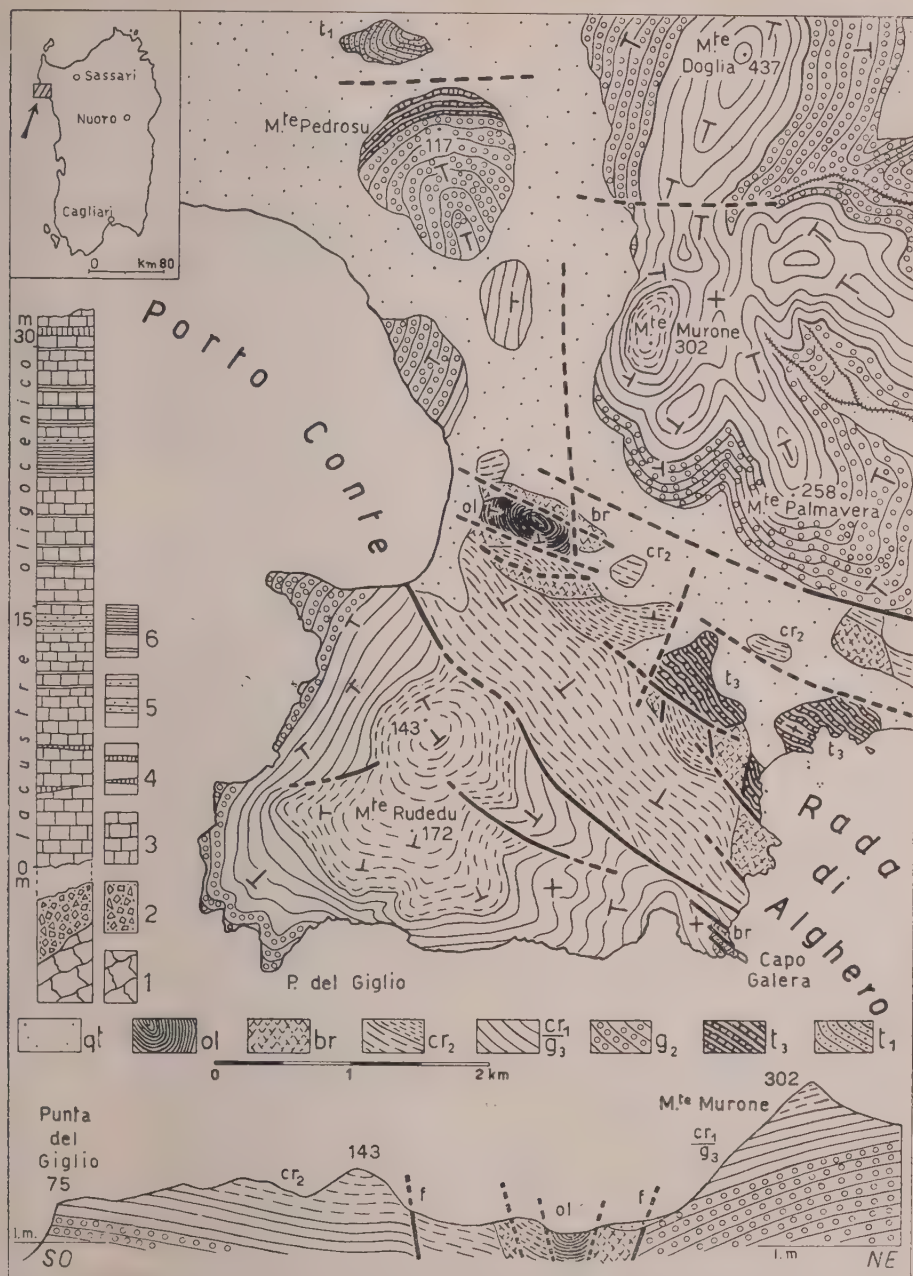 Sassari
Nuoro
Cagliari
0 km 80
t1
Mte Pedrosu
117
Mte Doglia 437
Mte Murone
302
258
Mte Palmavera
Porto Conte
ol
br
cr2
cr2
t3
t3
143
Mte Rudedu
172
P. del Giglio
br
Capo
Galera
Rada
di
Alghero
m
30
15
0
m
lacustre oligocenico
6
5
4
3
2
1
qt
ol
br
cr2
cr1
g3
g2
t3
t1
0 1 2 km
Punta
del
Giglio
75
cr2
143
f
ol
f
302
M.te Murone
cr1
g3
l.m.
SO
l.m
NE